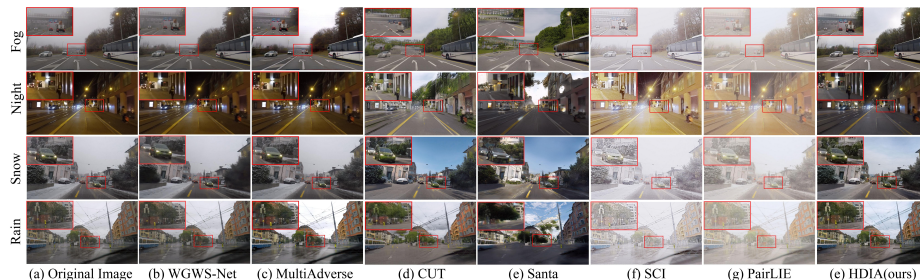 Fog
Night
Snow
Rain
(a) Original Image (b) WGWS-Net (c) MultiAdverse (d) CUT (e) Santa (f) SCI (g) PairLIE (e) HDIA(ours)